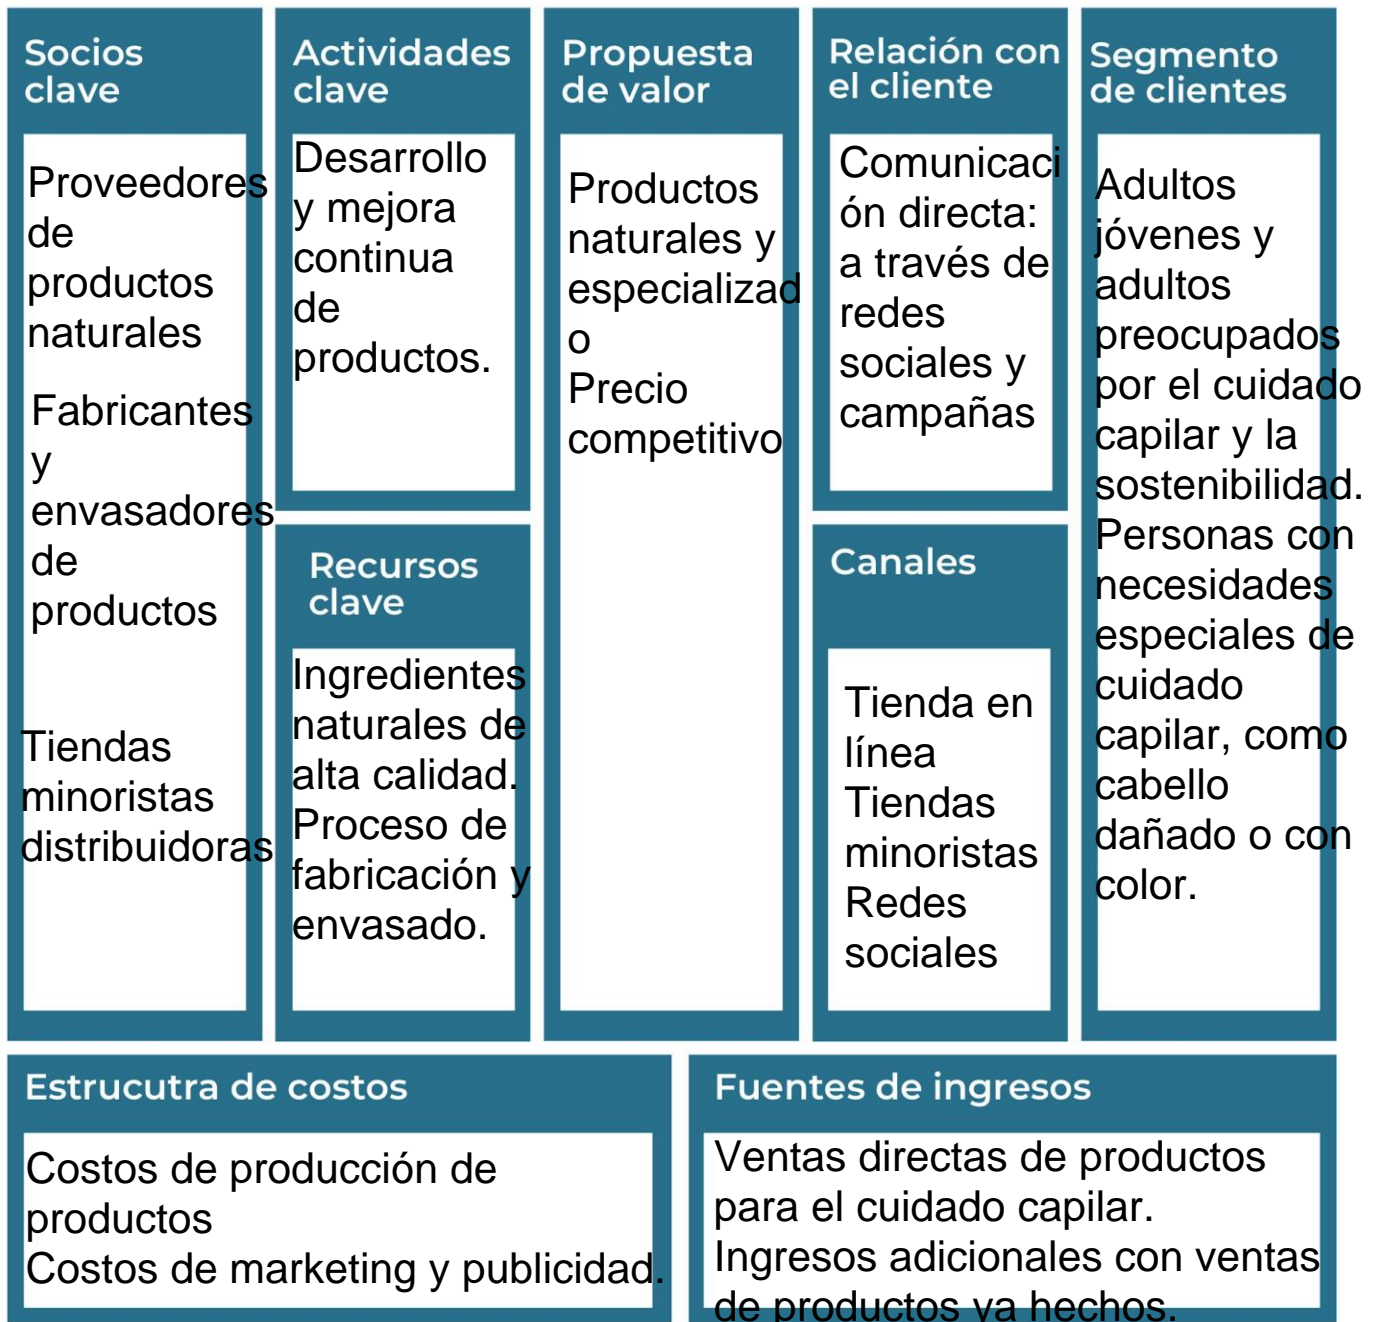 Socios
clave
Proveedores
de
productos
naturales
Fabricantes
y
envasadores
de
productos
Tiendas
minoristas
distribuidoras
Actividades
clave
Desarrollo
y mejora
continua
de
productos.
Recursos
clave
Ingredientes
naturales de
alta calidad.
Proceso de
fabricación y
envasado.
Propuesta
de valor
Productos
naturales y
especializad
o
Precio
competitivo
Relación con
el cliente
Comunicaci
ón directa:
a través de
redes
sociales y
campañas
Canales
Tienda en
línea
Tiendas
minoristas
Redes
sociales
Segmento
de clientes
Adultos
jóvenes y
adultos
preocupados
por el cuidado
capilar y la
sostenibilidad.
Personas con
necesidades
especiales de
cuidado
capilar, como
cabello
dañado o con
color.
Estrucutra de costos
Costos de producción de
productos
Costos de marketing y publicidad.
Fuentes de ingresos
Ventas directas de productos
para el cuidado capilar.
Ingresos adicionales con ventas
de productos ya hechos.